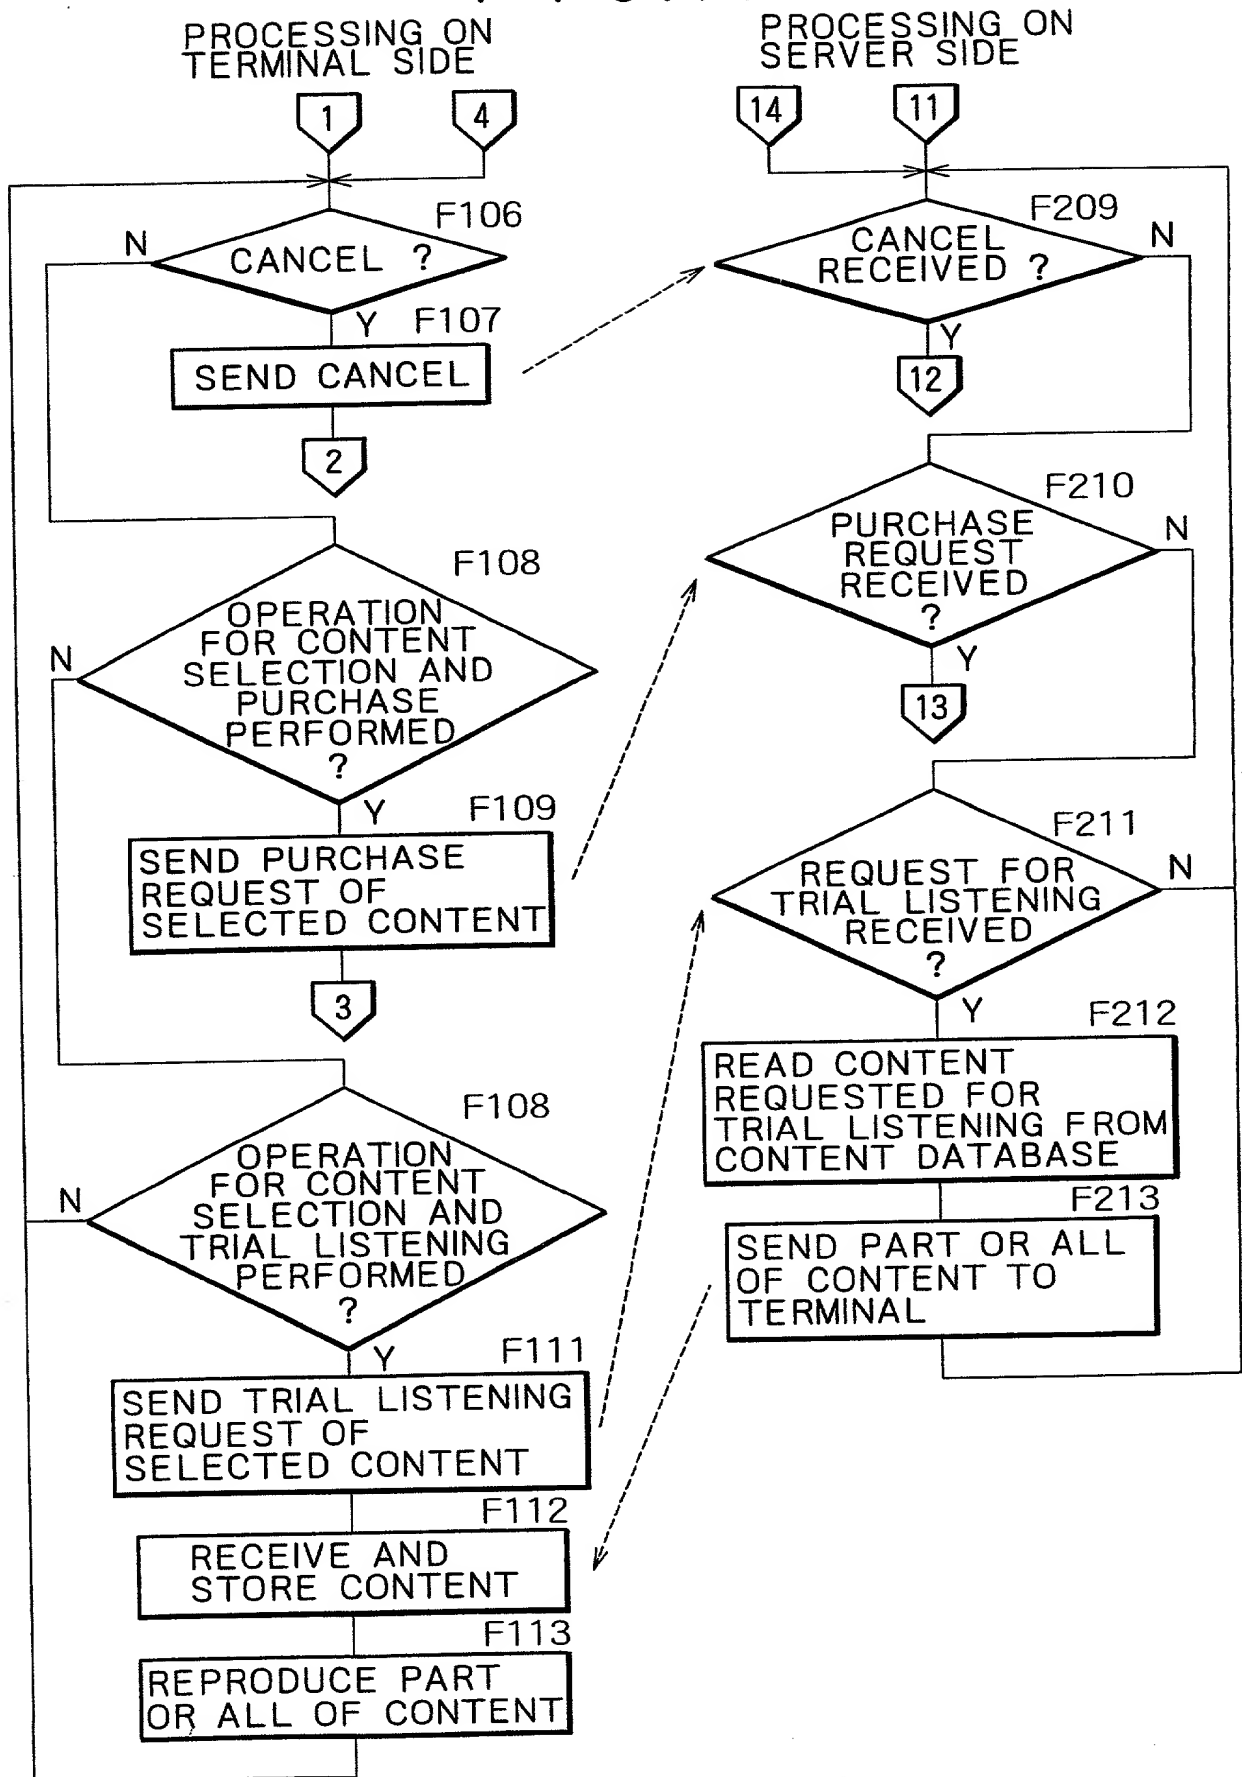 PROCESSING ON
TERMINAL SIDE
1
4
F106
CANCEL ?
N
Y
F107
SEND CANCEL
2
F108
OPERATION
FOR CONTENT
SELECTION AND
PURCHASE
PERFORMED
?
N
Y
F109
SEND PURCHASE
REQUEST OF
SELECTED CONTENT
3
F108
OPERATION
FOR CONTENT
SELECTION AND
TRIAL LISTENING
PERFORMED
?
N
Y
F111
SEND TRIAL LISTENING
REQUEST OF
SELECTED CONTENT
F112
RECEIVE AND
STORE CONTENT
F113
REPRODUCE PART
OR ALL OF CONTENT
PROCESSING ON
SERVER SIDE
14
11
F209
CANCEL
RECEIVED ?
N
Y
12
F210
PURCHASE
REQUEST
RECEIVED
?
N
Y
13
F211
REQUEST FOR
TRIAL LISTENING
RECEIVED
?
N
Y
F212
READ CONTENT
REQUESTED FOR
TRIAL LISTENING FROM
CONTENT DATABASE
F213
SEND PART OR ALL
OF CONTENT TO
TERMINAL